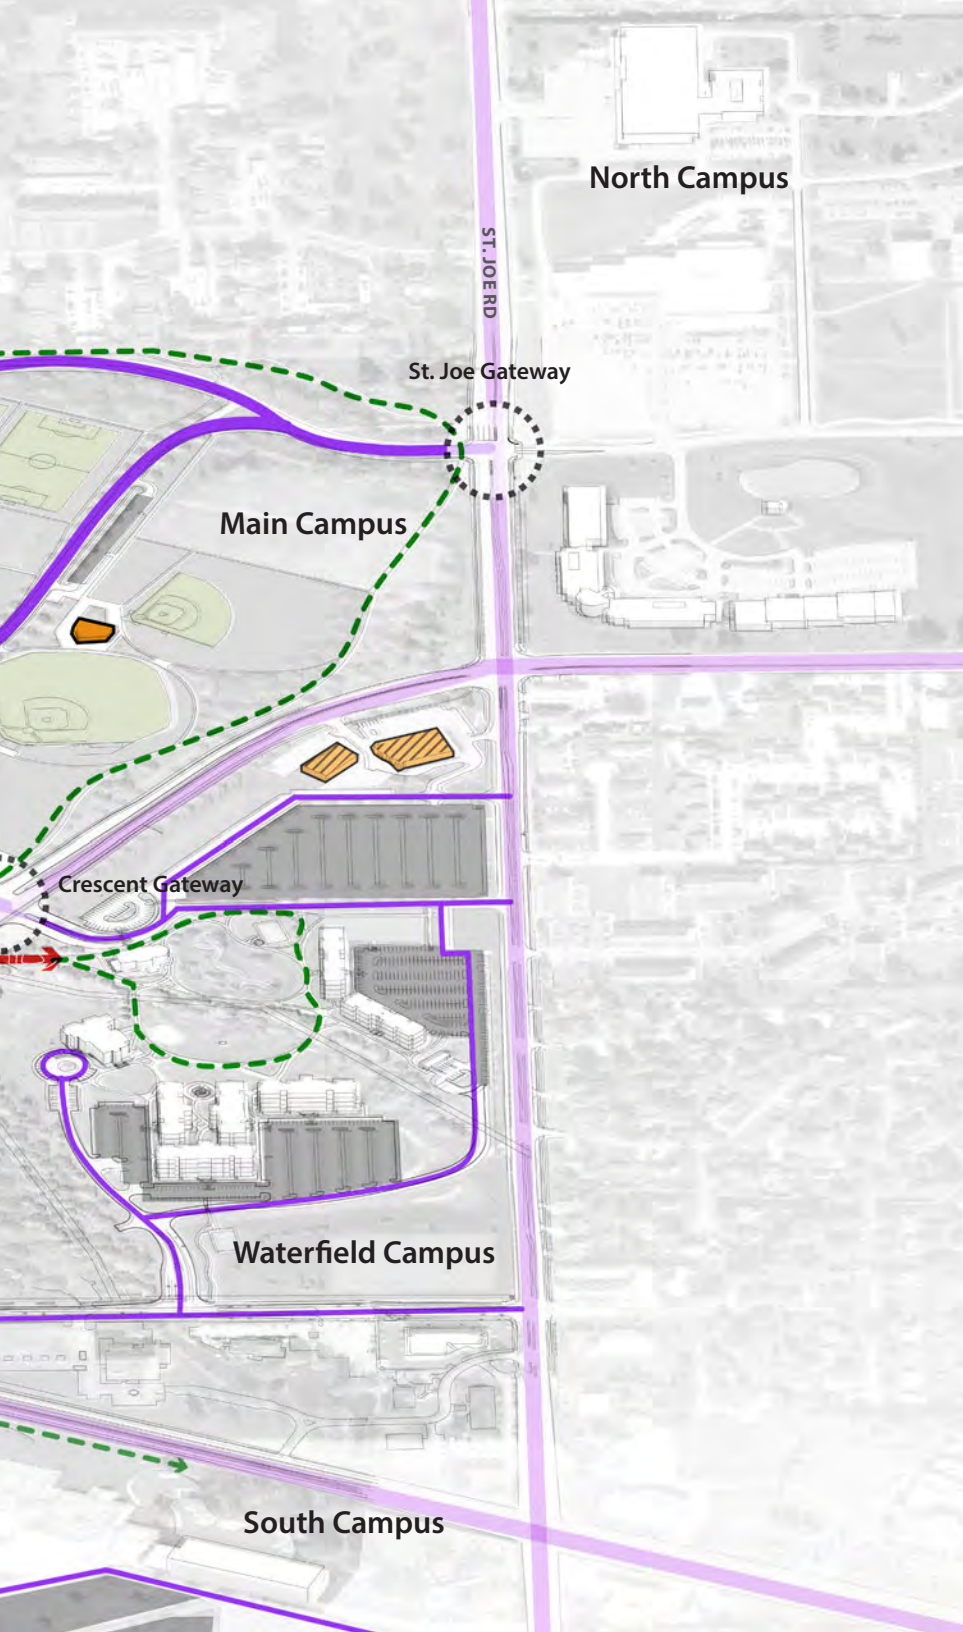 North Campus
ST. JOE RD
St. Joe Gateway
Main Campus
Crescent Gateway
Waterfield Campus
South Campus